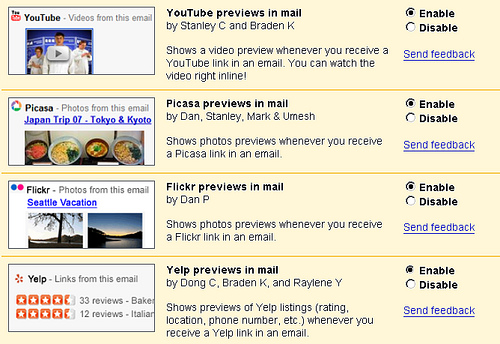 YouTube - Videos from this email
YouTube previews in mail
by Stanley C and Braden K
Shows a video preview whenever you receive a
YouTube link in an email. You can watch the
video right inline!
Enable
Disable
Send feedback
Picasa - Photos from this email
Japan Trip 07 - Tokyo & Kyoto
Picasa previews in mail
by Dan, Stanley, Mark & Umesh
Shows photos previews whenever you receive
a Picasa link in an email.
Enable
Disable
Send feedback
Flickr - Photos from this email
Seattle Vacation
Flickr previews in mail
by Dan P
Shows photos previews whenever you receive
a Flickr link in an email.
Enable
Disable
Send feedback
Yelp - Links from this email
33 reviews - Baker
12 reviews - Italian
Yelp previews in mail
by Dong C, Braden K, and Raylene Y
Shows previews of Yelp listings (rating,
location, phone number, etc.) whenever you
receive a Yelp link in an email.
Enable
Disable
Send feedback